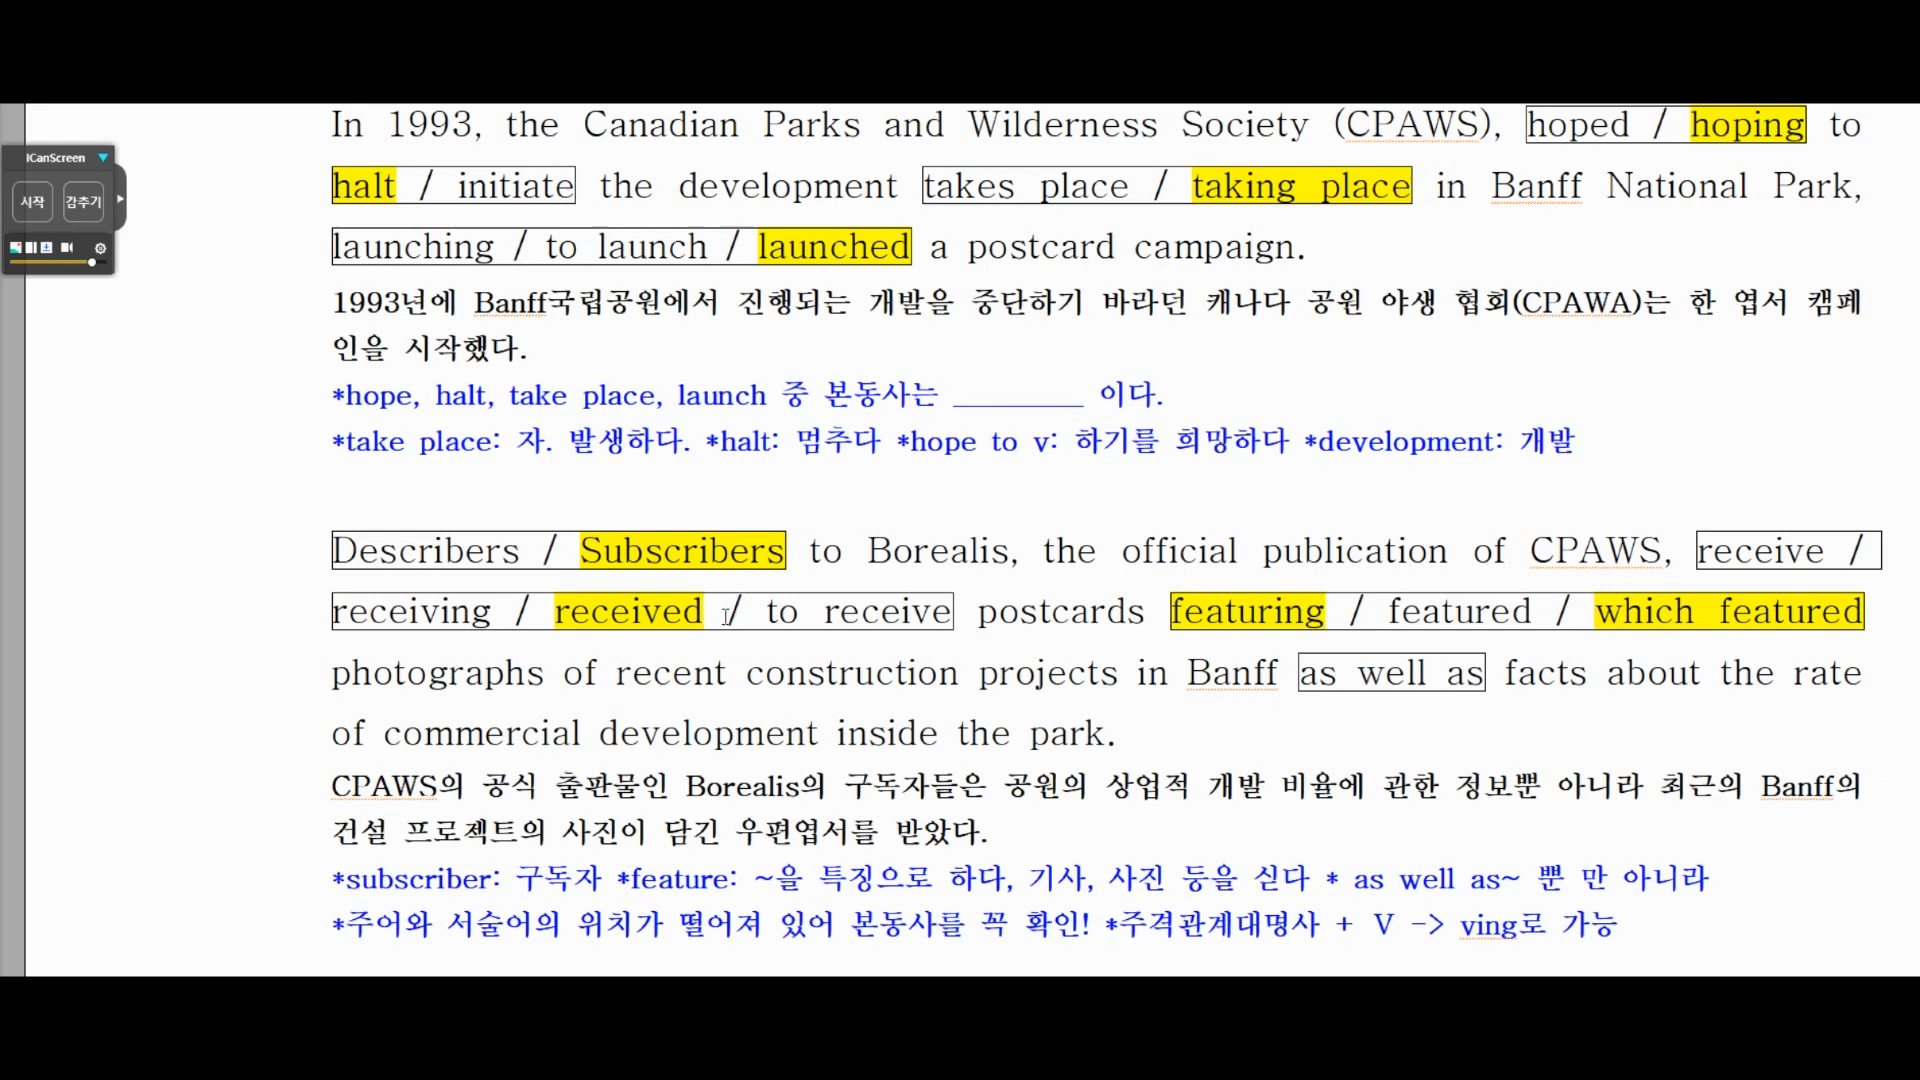 In 1993, the Canadian Parks and Wilderness Society (CPAWS), hoped / hoping to
halt / initiate the development takes place / taking place in Banff National Park,
launching / to launch / launched a postcard campaign.
1993년에 Banff국립공원에서 진행되는 개발을 중단하기 바라던 캐나다 공원 야생 협회(CPAWA)는 한 엽서 캠페
인을 시작했다.
*hope, halt, take place, launch 중 본동사는 _________ 이다.
*take place: 자. 발생하다. *halt: 멈추다 *hope to v: 하기를 희망하다 *development: 개발
Describers / Subscribers to Borealis, the official publication of CPAWS, receive /
receiving / received / to receive postcards featuring / featured / which featured
photographs of recent construction projects in Banff as well as facts about the rate
of commercial development inside the park.
CPAWS의 공식 출판물인 Borealis의 구독자들은 공원의 상업적 개발 비율에 관한 정보뿐 아니라 최근의 Banff의
건설 프로젝트의 사진이 담긴 우편엽서를 받았다.
*subscriber: 구독자 *feature: ~을 특징으로 하다, 기사, 사진 등을 싣다 * as well as~ 뿐 만 아니라
*주어와 서술어의 위치가 떨어져 있어 본동사를 꼭 확인! *주격관계대명사 + V -> ving로 가능
ICanScreen
시작 감추기